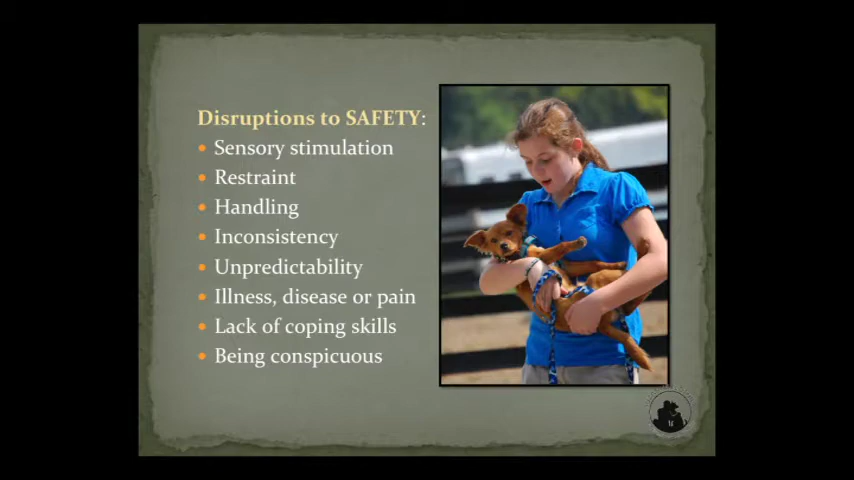 Disruptions to SAFETY:
• Sensory stimulation
• Restraint
• Handling
• Inconsistency
• Unpredictability
• Illness, disease or pain
• Lack of coping skills
• Being conspicuous